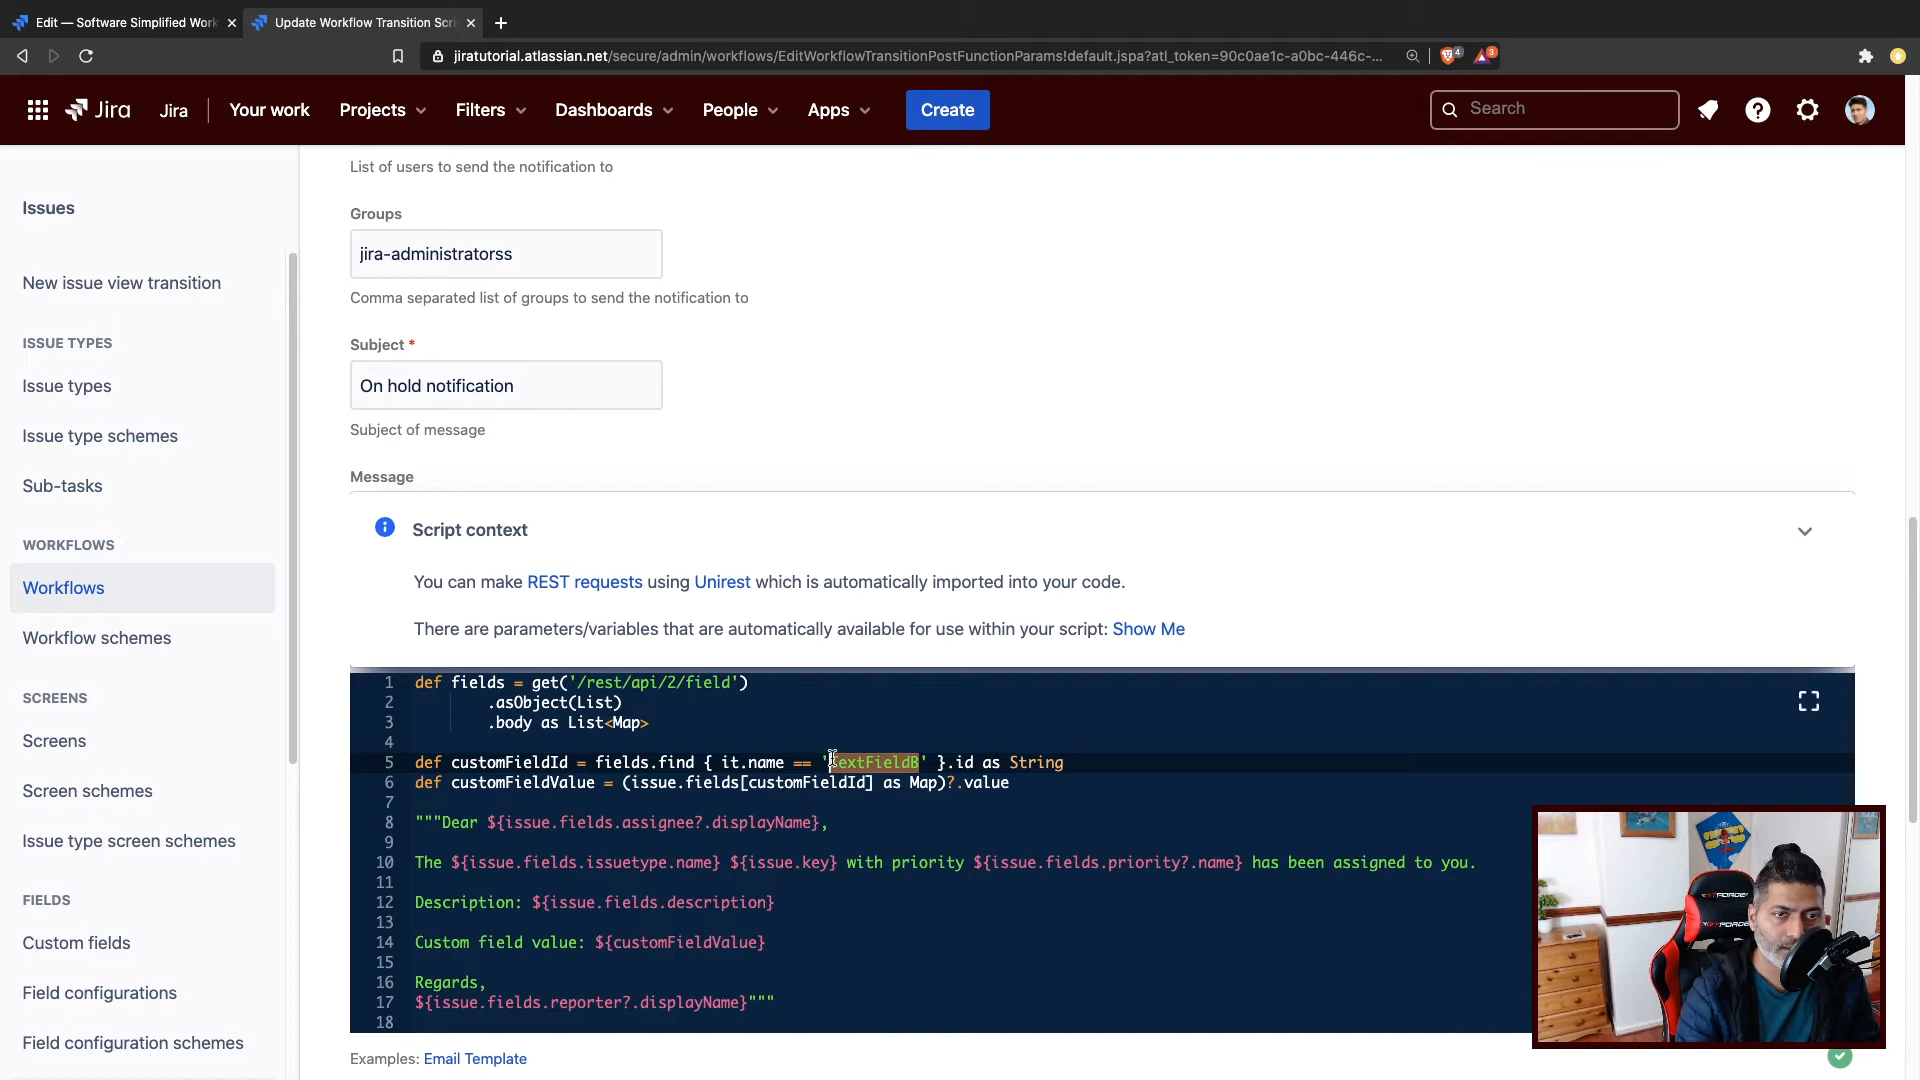 Edit — Software Simplified Work
Update Workflow Transition Scri
jiratutorial.atlassian.net/secure/admin/workflows/EditWorkflowTransitionPostFunctionParams!default.jspa?atl_token=90c0ae1c-a0bc-446c-...
4
3
Jira
Jira
Your work
Projects
Filters
Dashboards
People
Apps
Create
Search
Issues
New issue view transition
ISSUE TYPES
Issue types
Issue type schemes
Sub-tasks
WORKFLOWS
Workflows
Workflow schemes
SCREENS
Screens
Screen schemes
Issue type screen schemes
FIELDS
Custom fields
Field configurations
Field configuration schemes
List of users to send the notification to
Groups
jira-administratorss
Comma separated list of groups to send the notification to
Subject *
On hold notification
Subject of message
Message
Script context
You can make REST requests using Unirest which is automatically imported into your code.
There are parameters/variables that are automatically available for use within your script: Show Me
1 def fields = get('/rest/api/2/field')
2 .asObject(List)
3 .body as List<Map>
4
5 def customFieldId = fields.find { it.name == 'TextFieldB' }.id as String
6 def customFieldValue = (issue.fields[customFieldId] as Map)?.value
7
8 """Dear ${issue.fields.assignee?.displayName},
9
10 The ${issue.fields.issuetype.name} ${issue.key} with priority ${issue.fields.priority?.name} has been assigned to you.
11
12 Description: ${issue.fields.description}
13
14 Custom field value: ${customFieldValue}
15
16 Regards,
17 ${issue.fields.reporter?.displayName}"""
18
Examples: Email Template